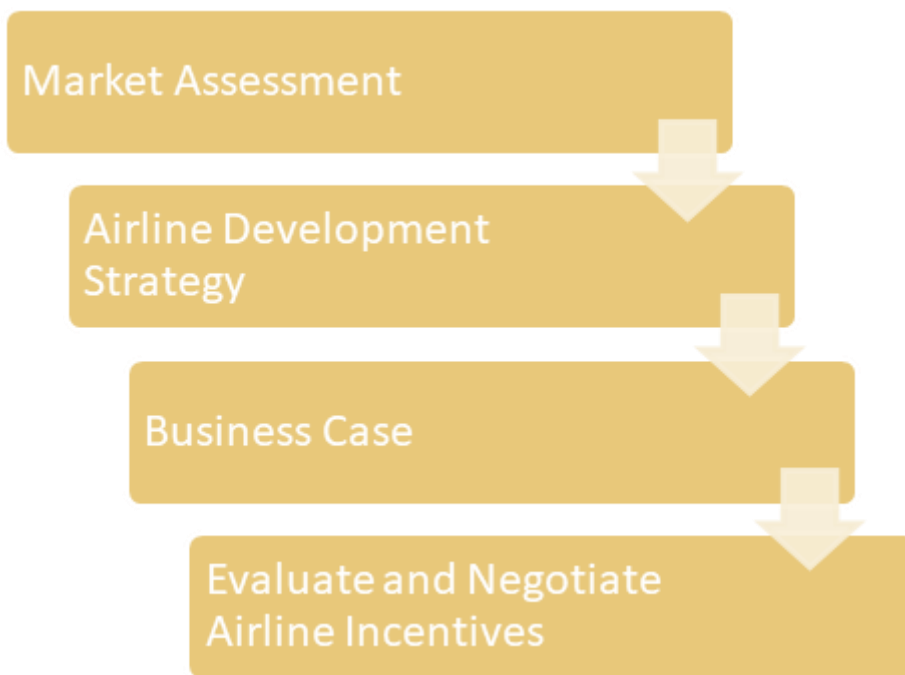 Market Assessment
Airline Development
Strategy
Business Case
Evaluate and Negotiate
Airline Incentives